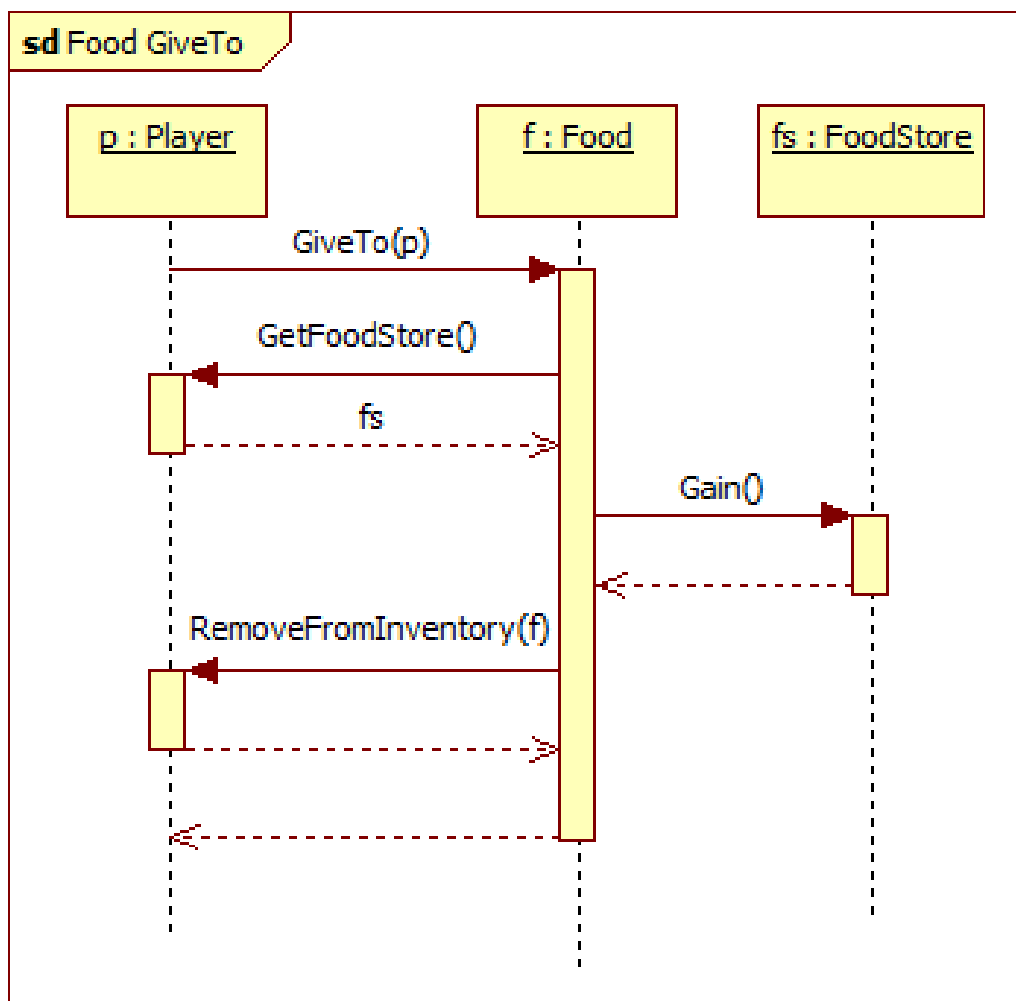 sd Food GiveTo
p : Player
f : Food
fs : FoodStore
GiveTo(p)
GetFoodStore()
fs
Gain()
RemoveFromInventory(f)